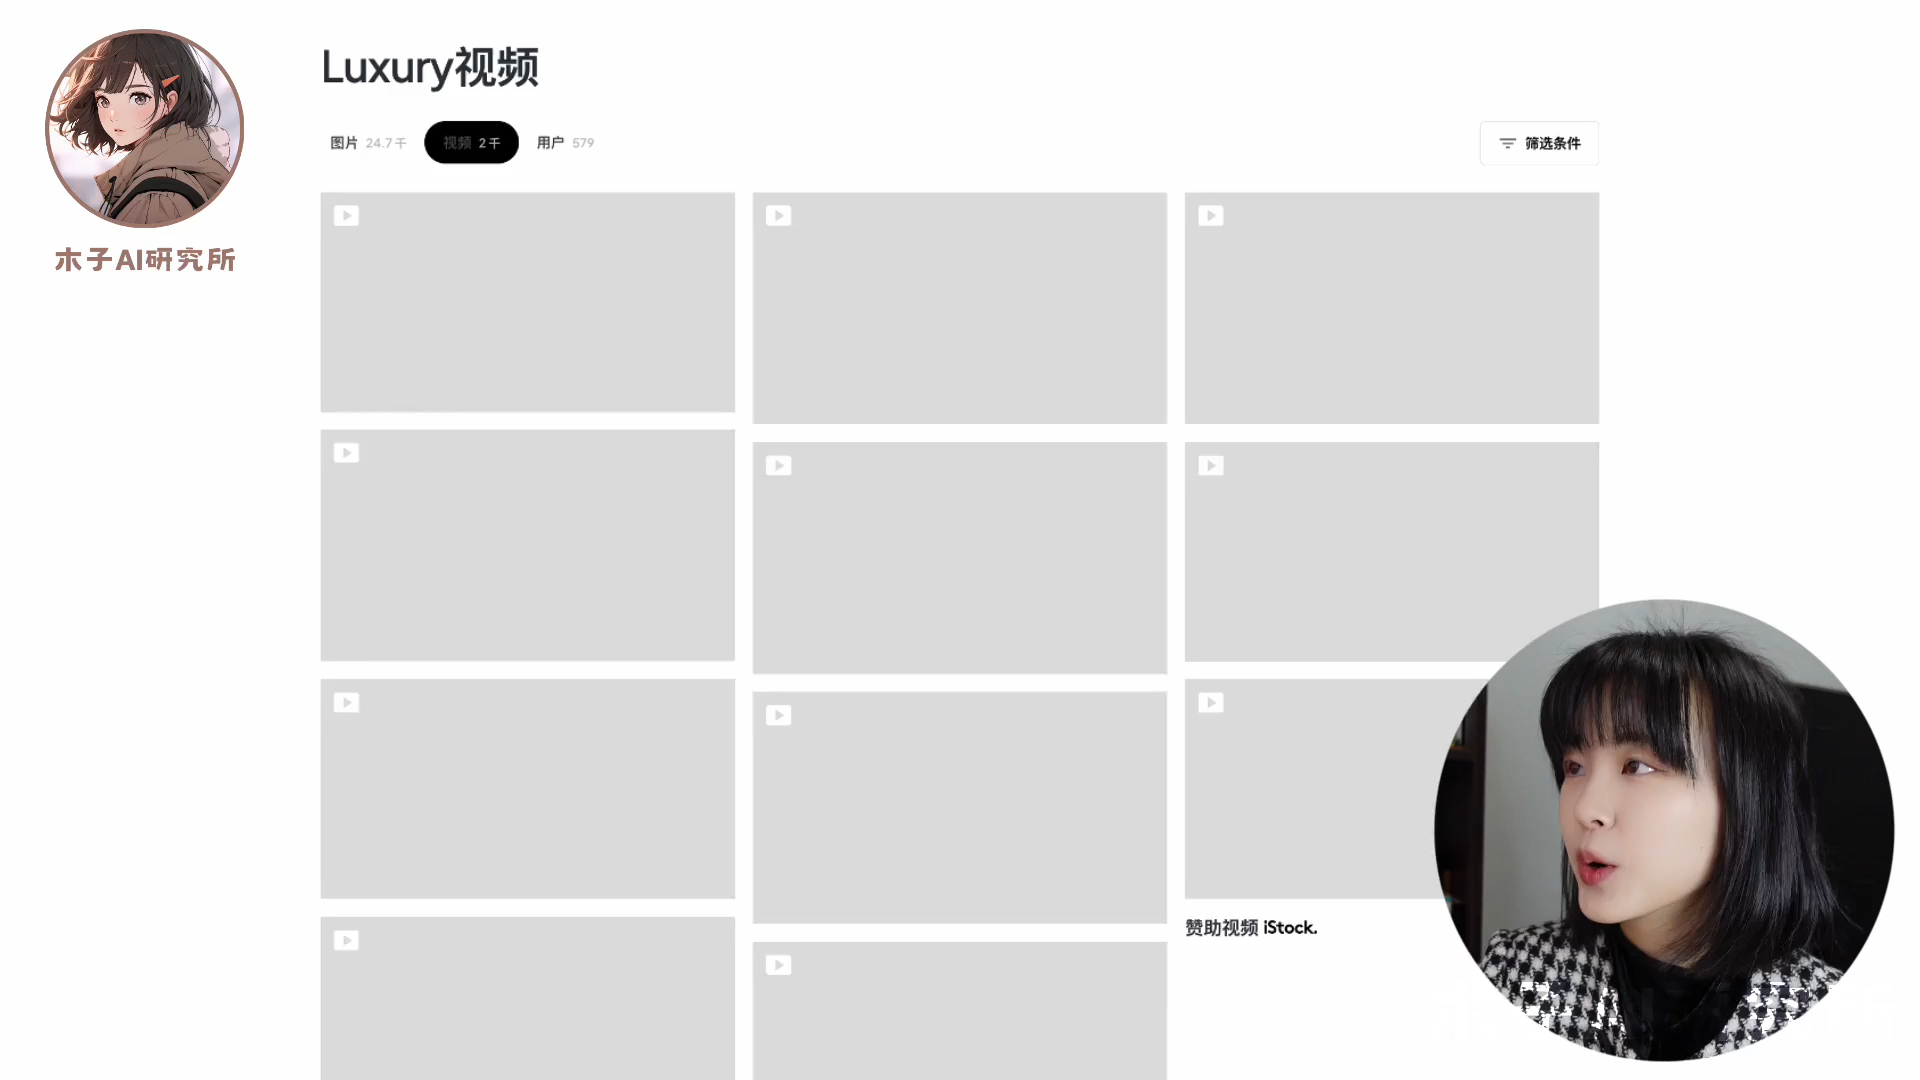 Luxury视频
图片 24.7千
视频 2千
用户 579
筛选条件
木子AI研究所
赞助视频 iStock.